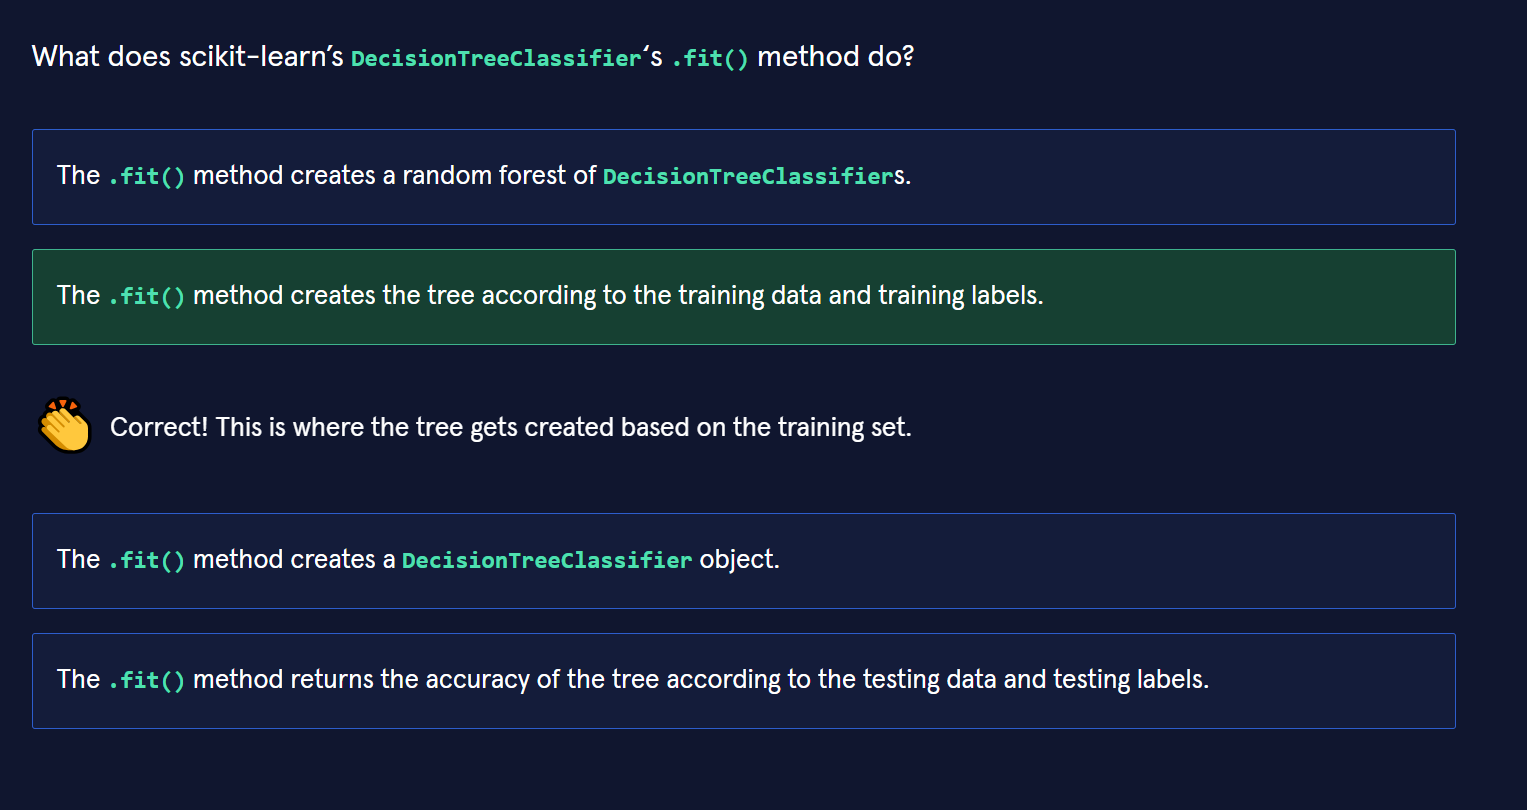 What does scikit-learn’s DecisionTreeClassifier‘s .fit() method do?
The .fit() method creates a random forest of DecisionTreeClassifiers.
The .fit() method creates the tree according to the training data and training labels.
Correct! This is where the tree gets created based on the training set.
The .fit() method creates a DecisionTreeClassifier object.
The .fit() method returns the accuracy of the tree according to the testing data and testing labels.